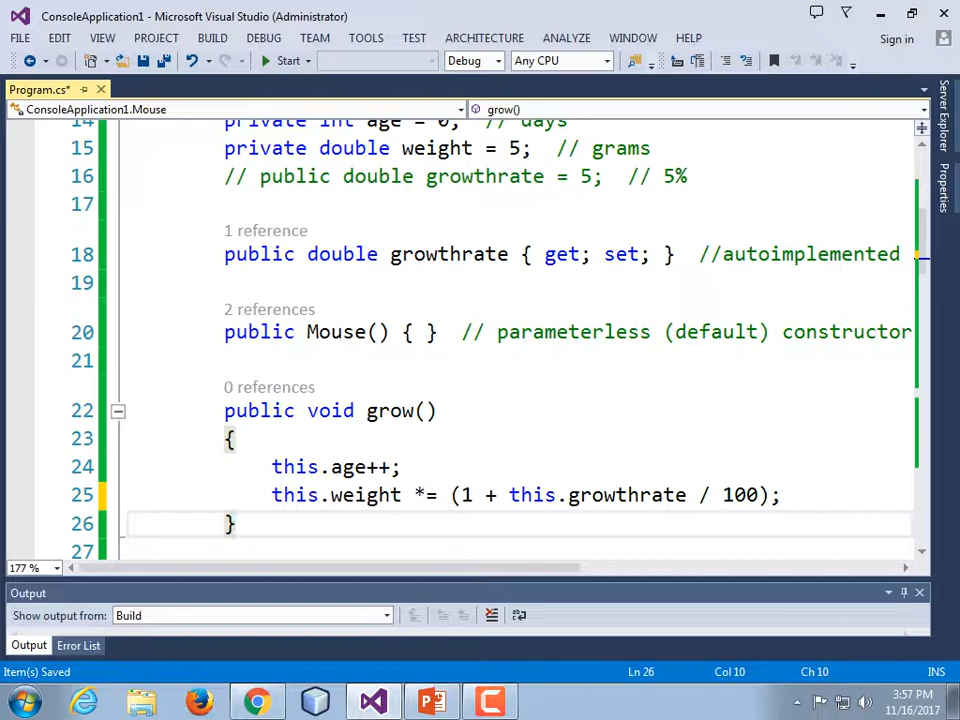 ConsoleApplication1 - Microsoft Visual Studio (Administrator)
FILE EDIT VIEW PROJECT BUILD DEBUG TEAM TOOLS TEST ARCHITECTURE ANALYZE WINDOW HELP Sign in
Start Debug Any CPU
Program.cs*
ConsoleApplication1.Mouse grow()
14 private int age = 0; // days
15 private double weight = 5; // grams
16 // public double growthrate = 5; // 5%
17
1 reference
18 public double growthrate { get; set; } //autoimplemented
19
2 references
20 public Mouse() { } // parameterless (default) constructor
21
0 references
22 public void grow()
23 {
24 this.age++;
25 this.weight *= (1 + this.growthrate / 100);
26 }
27
177 %
Output
Show output from: Build
Output Error List
Item(s) Saved Ln 26 Col 10 Ch 10 INS
3:57 PM
11/16/2017
Server Explorer
Properties